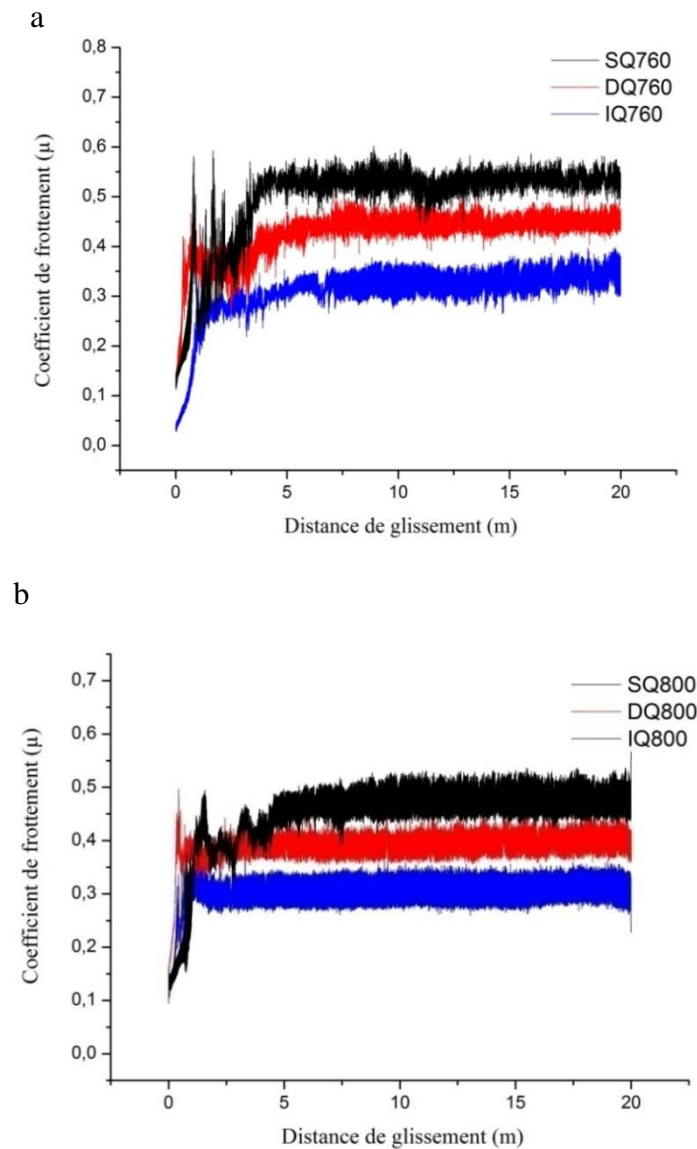 a
0,8
0,7
0,6
0,5
0,4
0,3
0,2
0,1
0,0
Coefficient de frottement (µ)
SQ760
DQ760
IQ760
0 5 10 15 20
Distance de glissement (m)
b
0,7
0,6
0,5
0,4
0,3
0,2
0,1
0,0
Coefficient de frottement (µ)
SQ800
DQ800
IQ800
0 5 10 15 20
Distance de glissement (m)